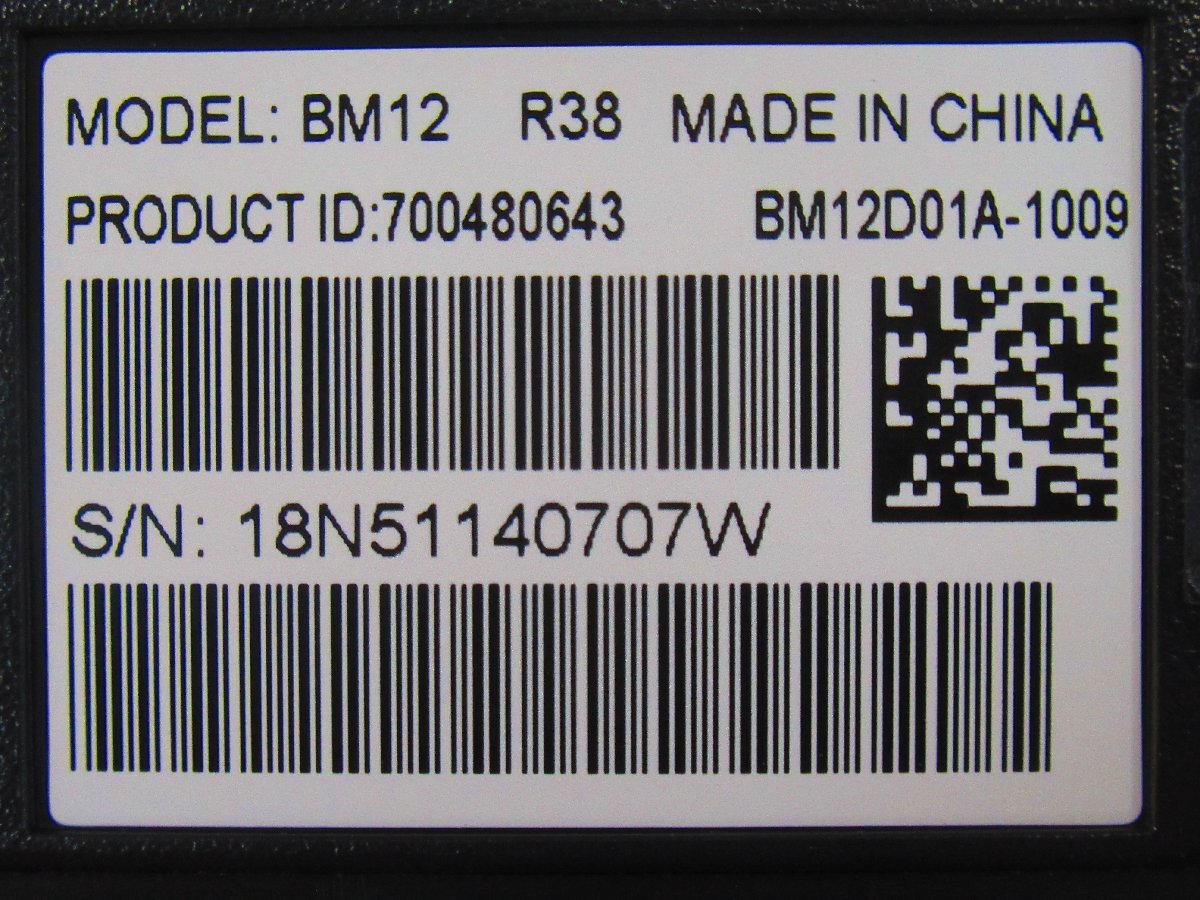 MODEL: BM12 R38 MADE IN CHINA
PRODUCT ID:700480643 BM12D01A-1009
S/N: 18N51140707W